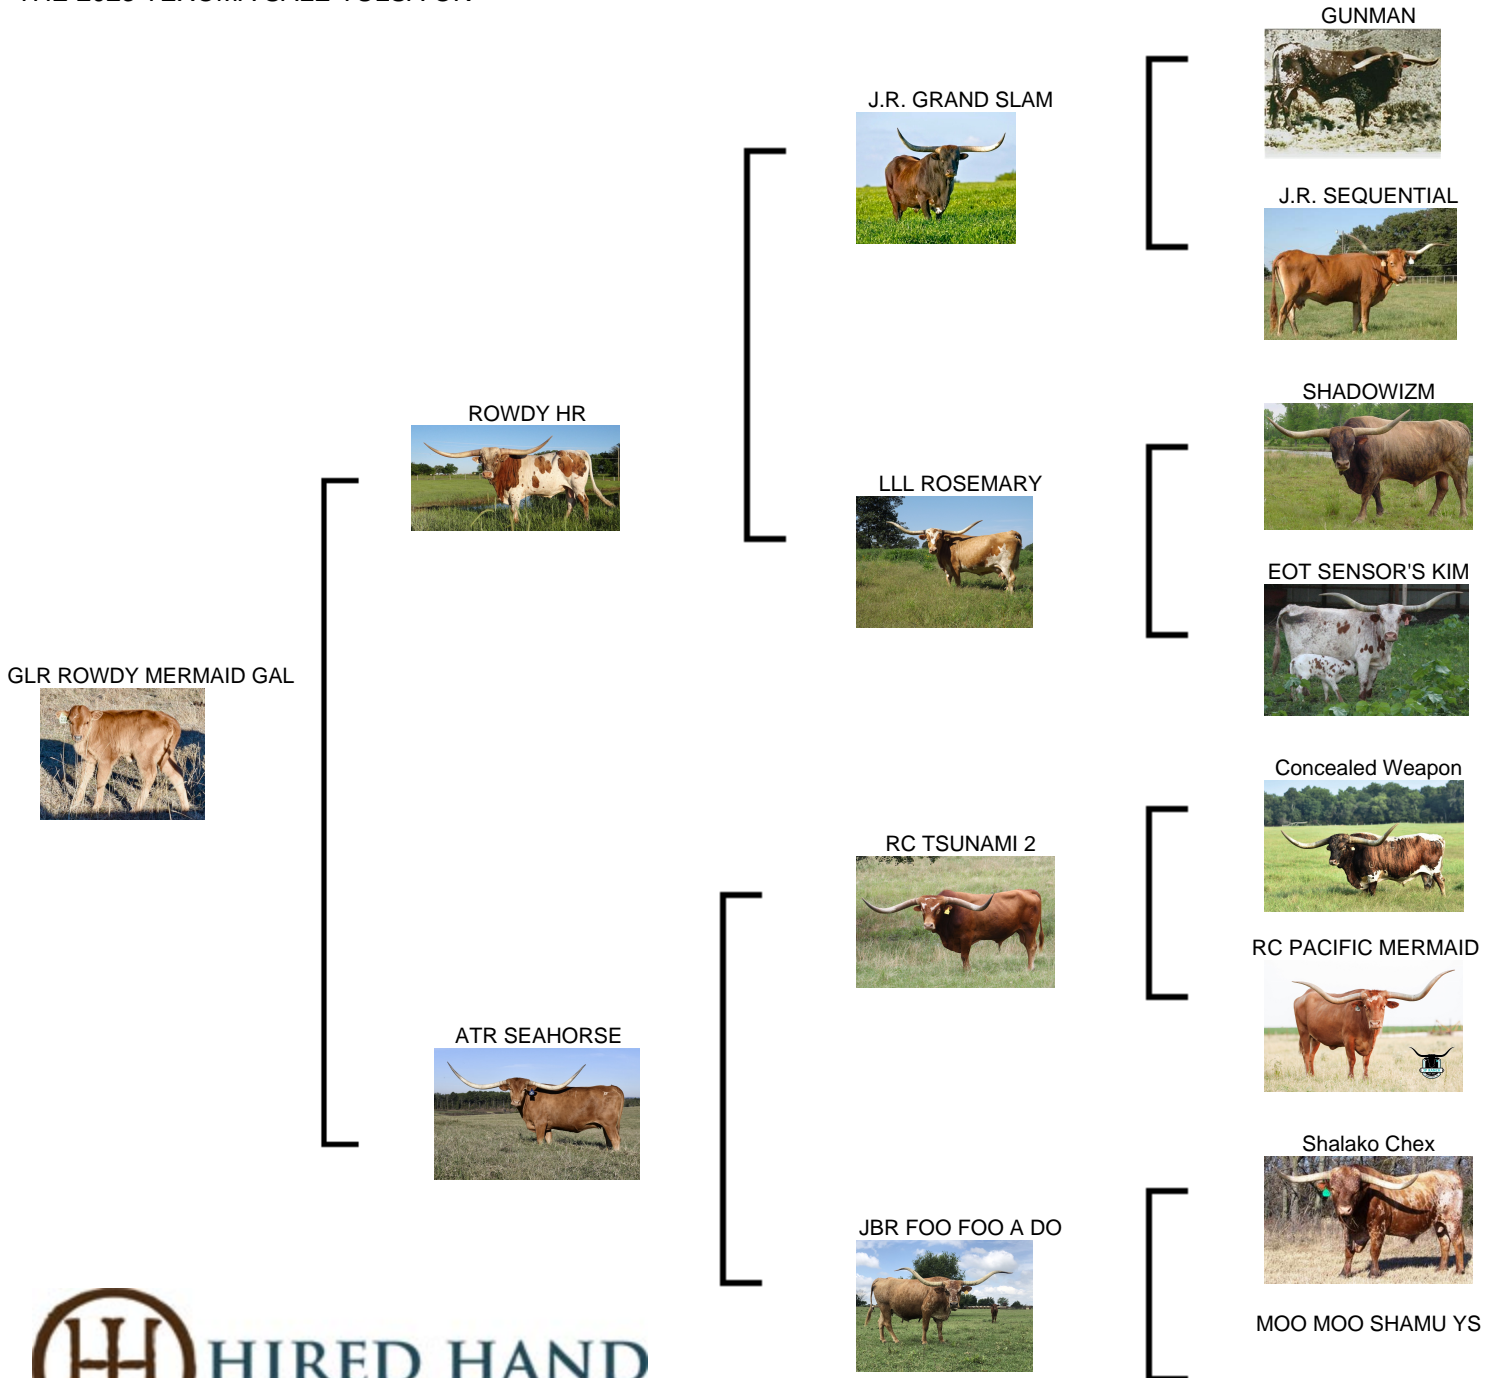 GUNMAN
J.R. GRAND SLAM
J.R. SEQUENTIAL
SHADOWIZM
ROWDY HR
LLL ROSEMARY
EOT SENSOR'S KIM
GLR ROWDY MERMAID GAL
Concealed Weapon
RC TSUNAMI 2
RC PACIFIC MERMAID
ATR SEAHORSE
Shalako Chex
JBR FOO FOO A DO
MOO MOO SHAMU YS
HIRED HAND